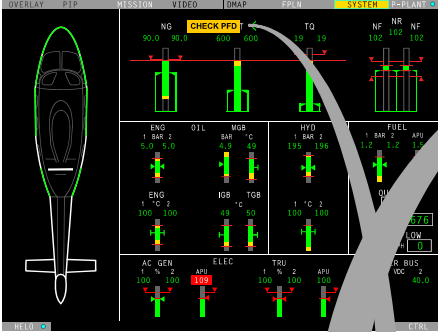 OVERLAY PIP MISSION VIDEO DMAP FPLN SYSTEM P-PLANT
NG CHECK PFD T TQ NF NR NF
90.0 90.0 600 600 19 19 102 102 102
ENG OIL MGB HYD FUEL
1 BAR 2 BAR °C 1 BAR 2 1 BAR 2 APU
5.0 5.0 4.9 49 195 196 1.2 1.2 1.5
ENG IGB TGB
1 °C 2 °C 1 °C 2
100 100 49 50 100 100
QU
676
LOW
PH 0
AC GEN ELEC TRU R BUS
1 % 2 APU 1 % 2 APU VDC 2
100 100 109 100 100 100 40.0
HELO CTRL